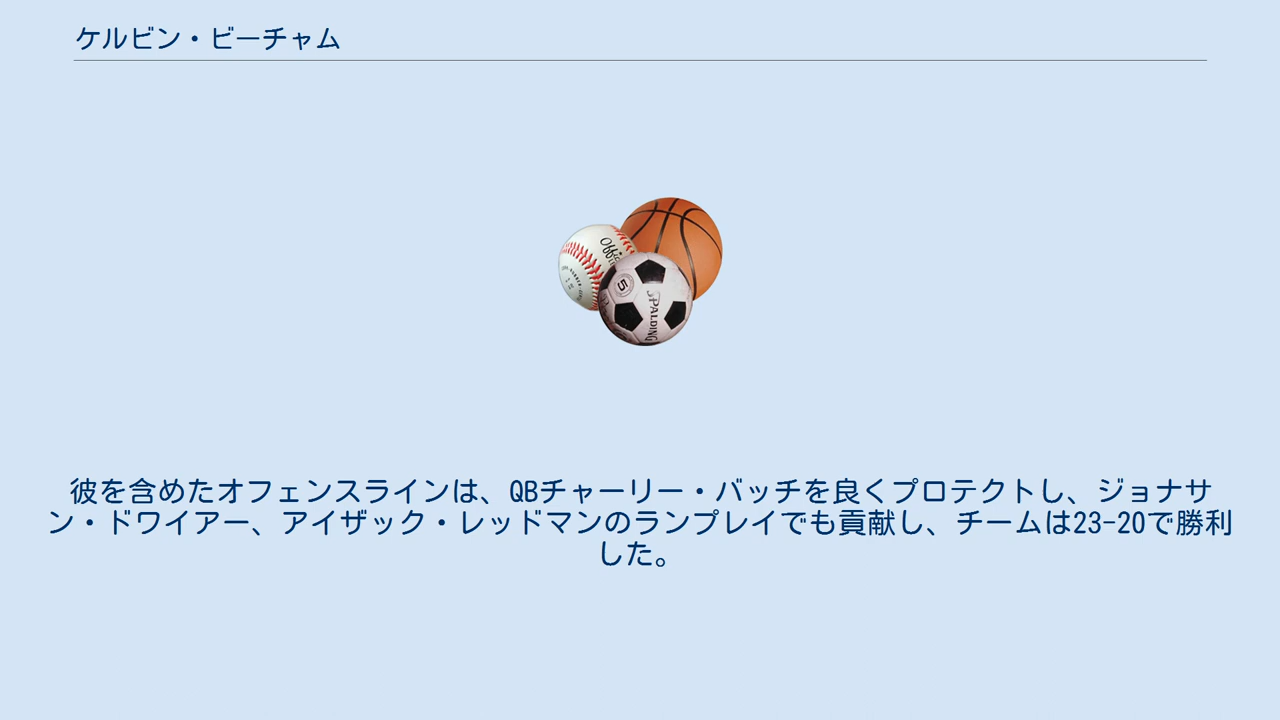 ケルビン・ビーチャム
Offi
5
SPALDING
彼を含めたオフェンスラインは、QBチャーリー・バッチを良くプロテクトし、ジョナサ
ン・ドワイアー、アイザック・レッドマンのランプレイでも貢献し、チームは23-20で勝利
した。